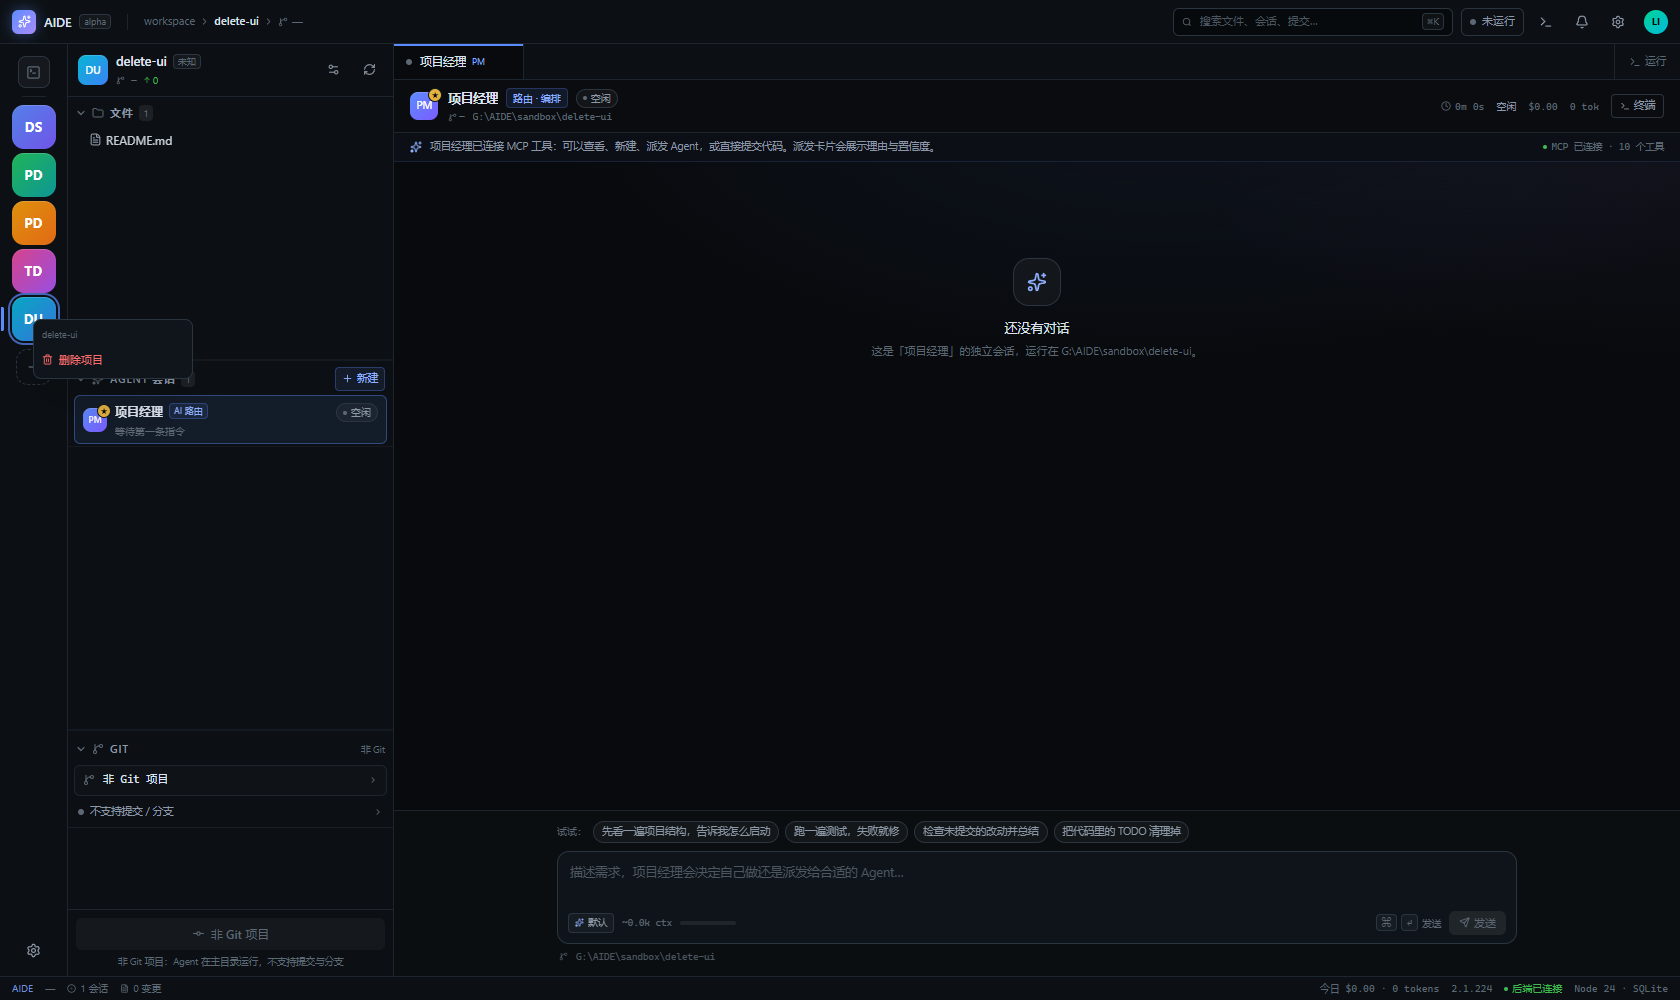 AIDE alpha workspace › delete-ui › —
搜索文件、会话、提交... ⌘K 未运行 LI
DS
PD
PD
TD
DU
DU delete-ui 未知
— ↑ 0
文件 1
README.md
delete-ui
删除项目
AGENT 会话 1 + 新建
PM 项目经理 AI 路由 空闲
等待第一条指令
GIT 非 Git
非 Git 项目
不支持提交 / 分支
非 Git 项目
非 Git 项目：Agent 在主目录运行，不支持提交与分支
项目经理 PM 运行
PM 项目经理 路由 · 编排 空闲
— G:\AIDE\sandbox\delete-ui
0m 0s 空闲 $0.00 0 tok 终端
项目经理已连接 MCP 工具：可以查看、新建、派发 Agent，或直接提交代码。派发卡片会展示理由与置信度。
MCP 已连接 · 10 个工具
还没有对话
这是「项目经理」的独立会话，运行在 G:\AIDE\sandbox\delete-ui。
试试： 先看一遍项目结构，告诉我怎么启动 跑一遍测试，失败就修 检查未提交的改动并总结 把代码里的 TODO 清理掉
描述需求，项目经理会决定自己做还是派发给合适的 Agent...
默认 ~0.0k ctx ⌘ ↵ 发送 发送
G:\AIDE\sandbox\delete-ui
AIDE — 1 会话 0 变更
今日 $0.00 · 0 tokens 2.1.224 后端已连接 Node 24 · SQLite